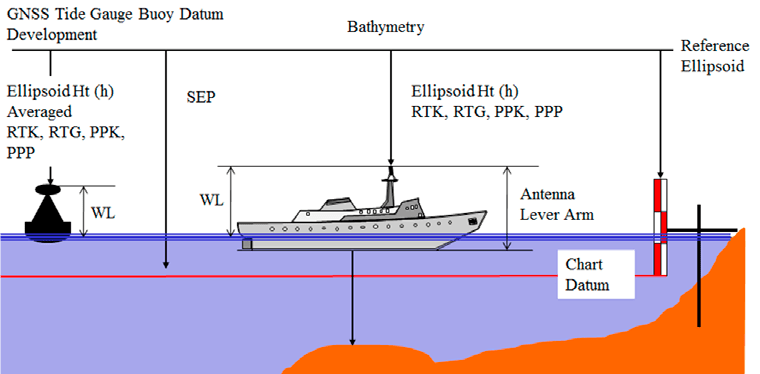 GNSS Tide Gauge Buoy Datum
Development
Bathymetry
Reference
Ellipsoid
Ellipsoid Ht (h)
Averaged
RTK, RTG, PPK,
PPP
SEP
Ellipsoid Ht (h)
RTK, RTG, PPK, PPP
WL
WL
Antenna
Lever Arm
Chart
Datum